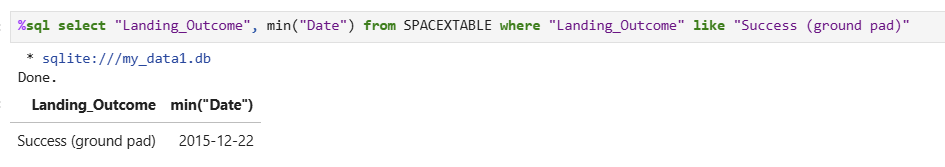 %sql select "Landing_Outcome", min("Date") from SPACEXTABLE where "Landing_Outcome" like "Success (ground pad)"
* sqlite:///my_data1.db
Done.
Landing_Outcome min("Date")
Success (ground pad) 2015-12-22